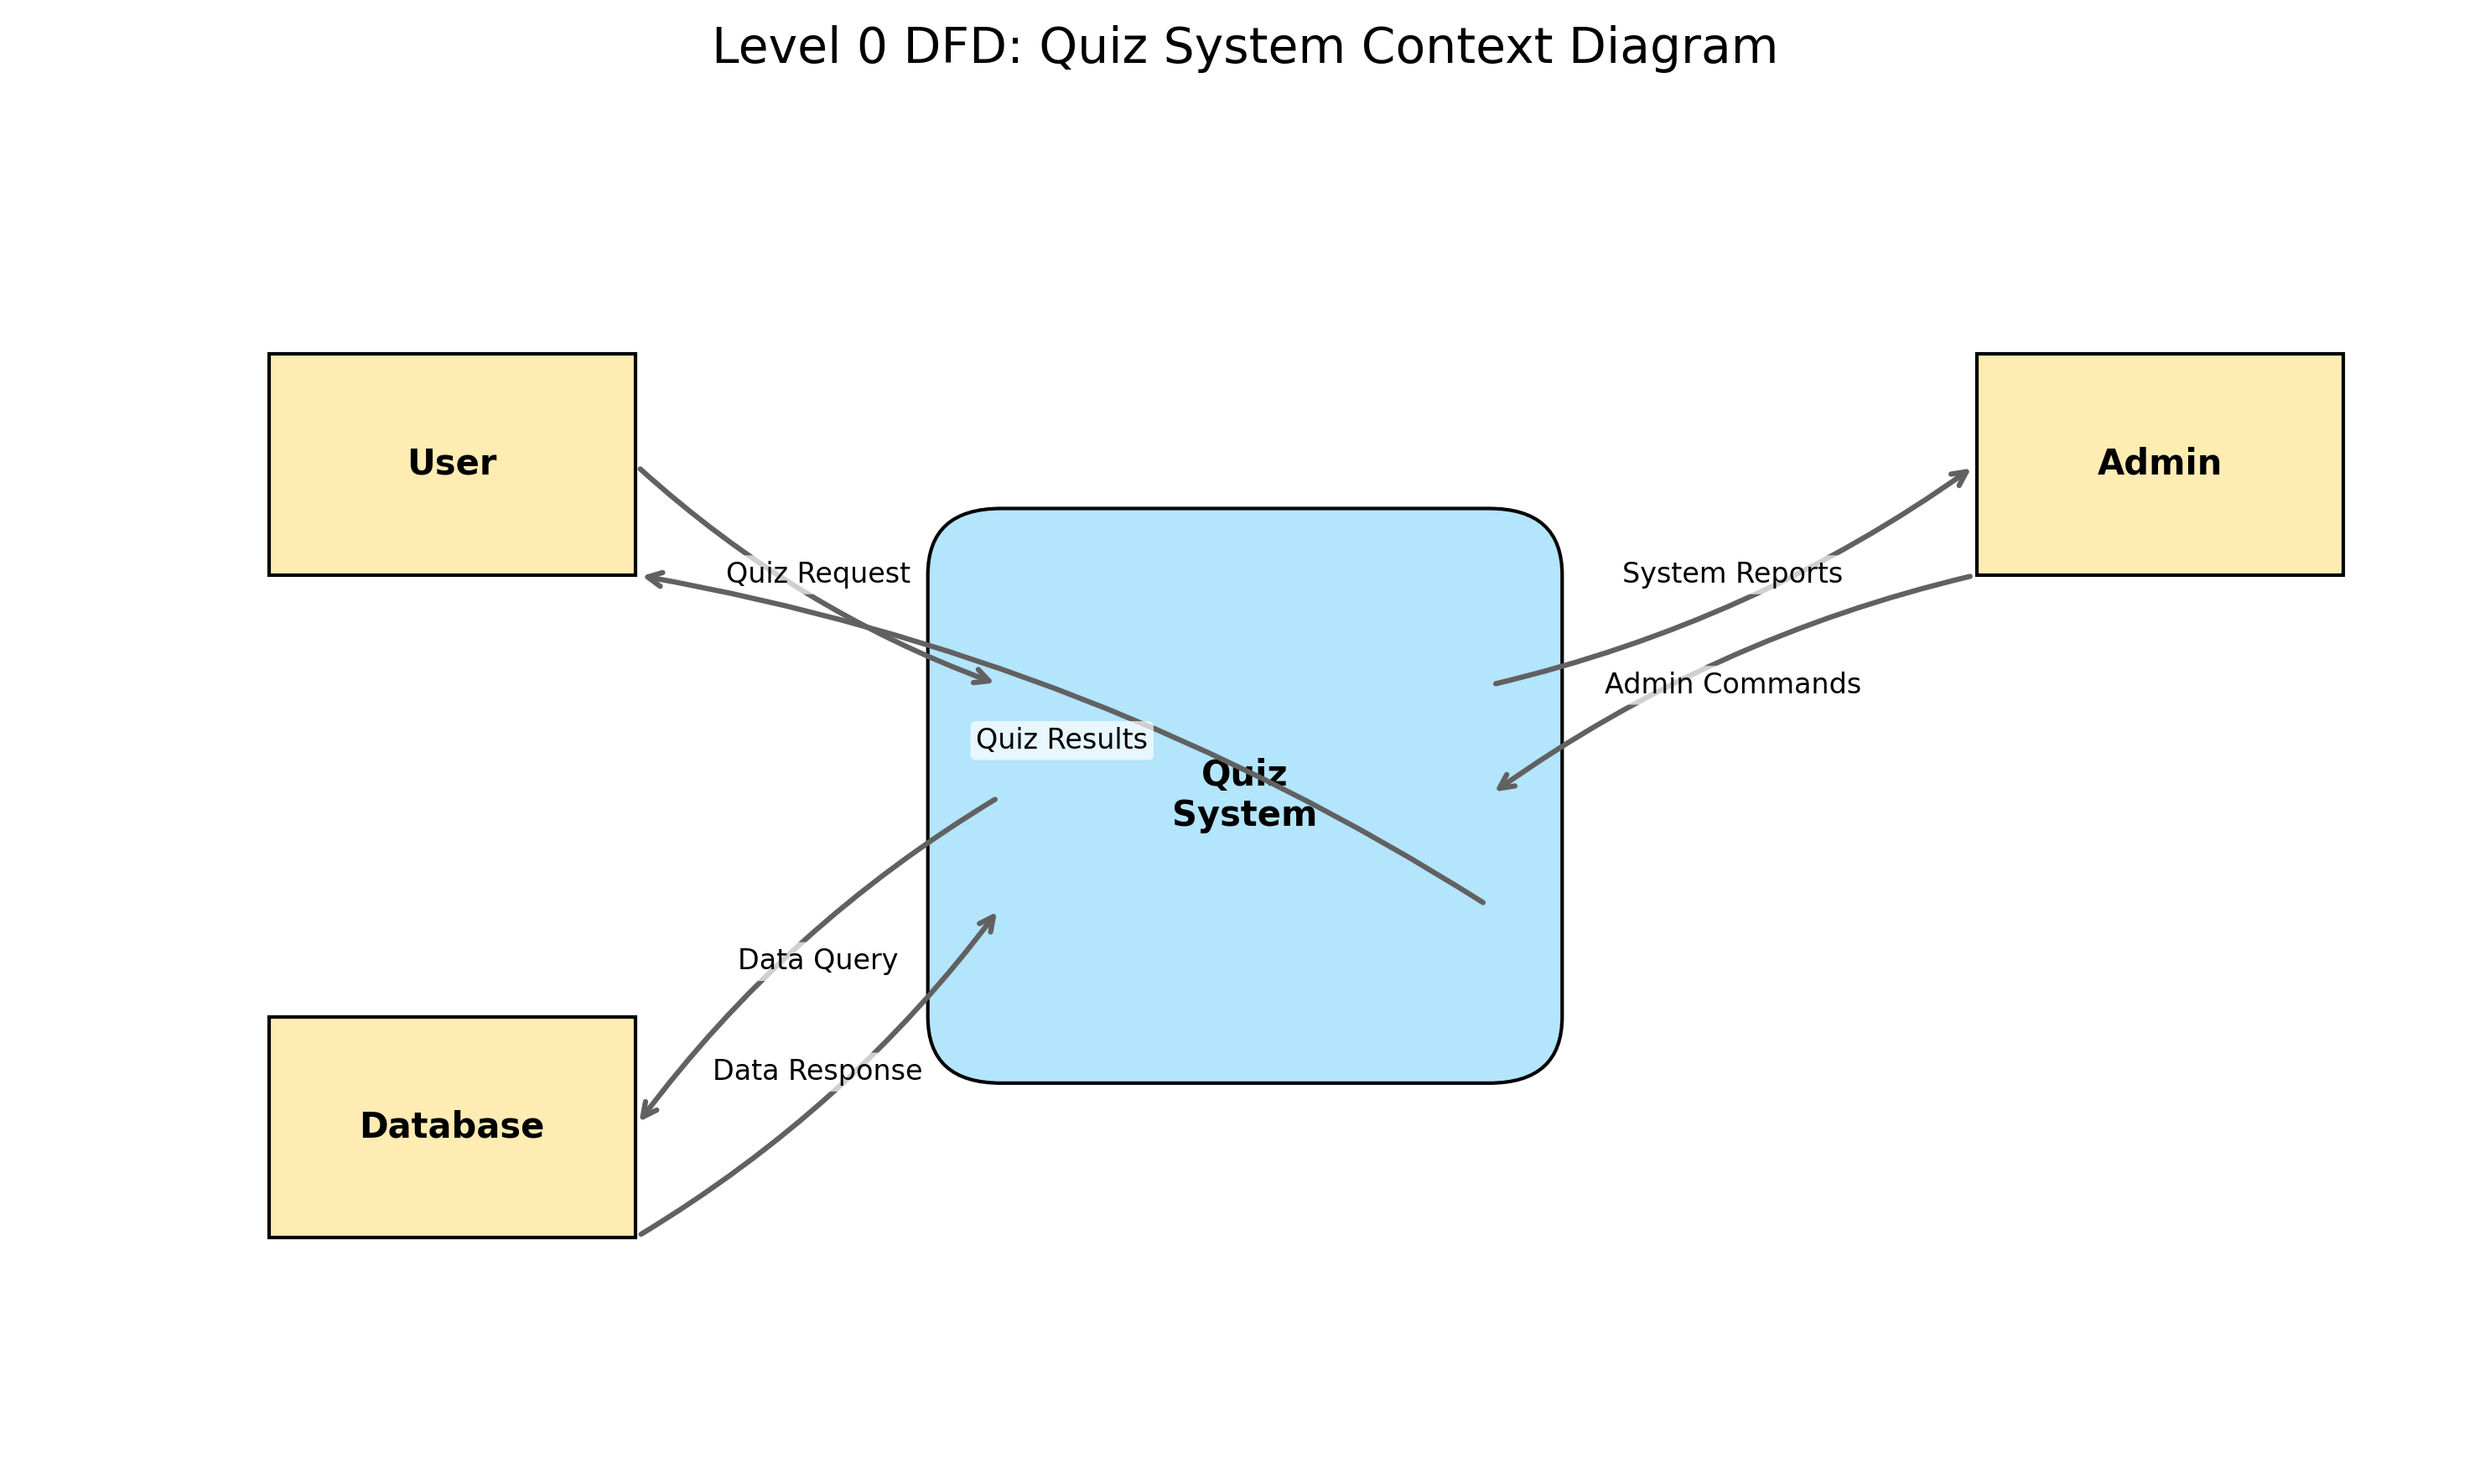 Level 0 DFD: Quiz System Context Diagram
User
Admin
Quiz Request
System Reports
Admin Commands
Quiz Results
Quiz
System
Data Query
Data Response
Database